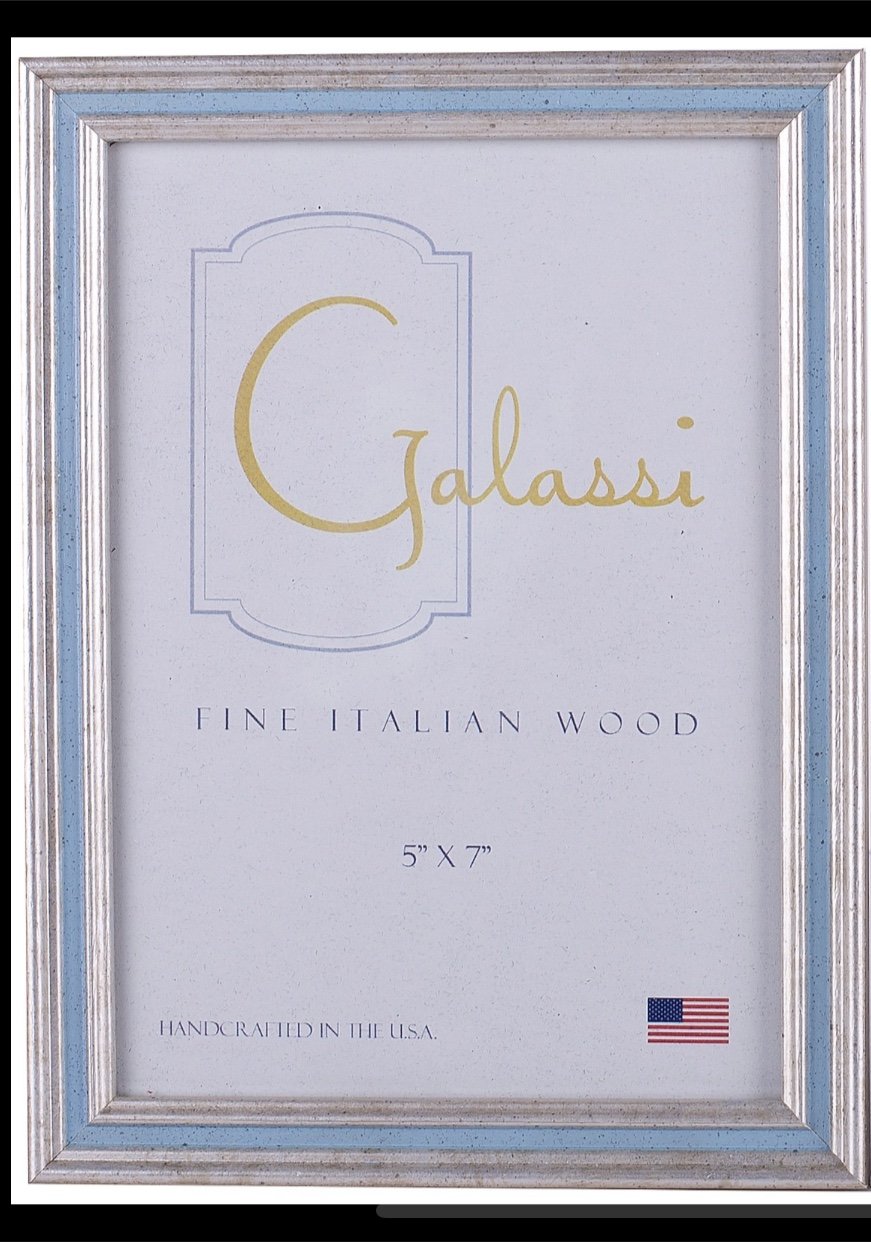 Galassi
FINE ITALIAN WOOD
5" X 7"
HANDCRAFTED IN THE U.S.A.